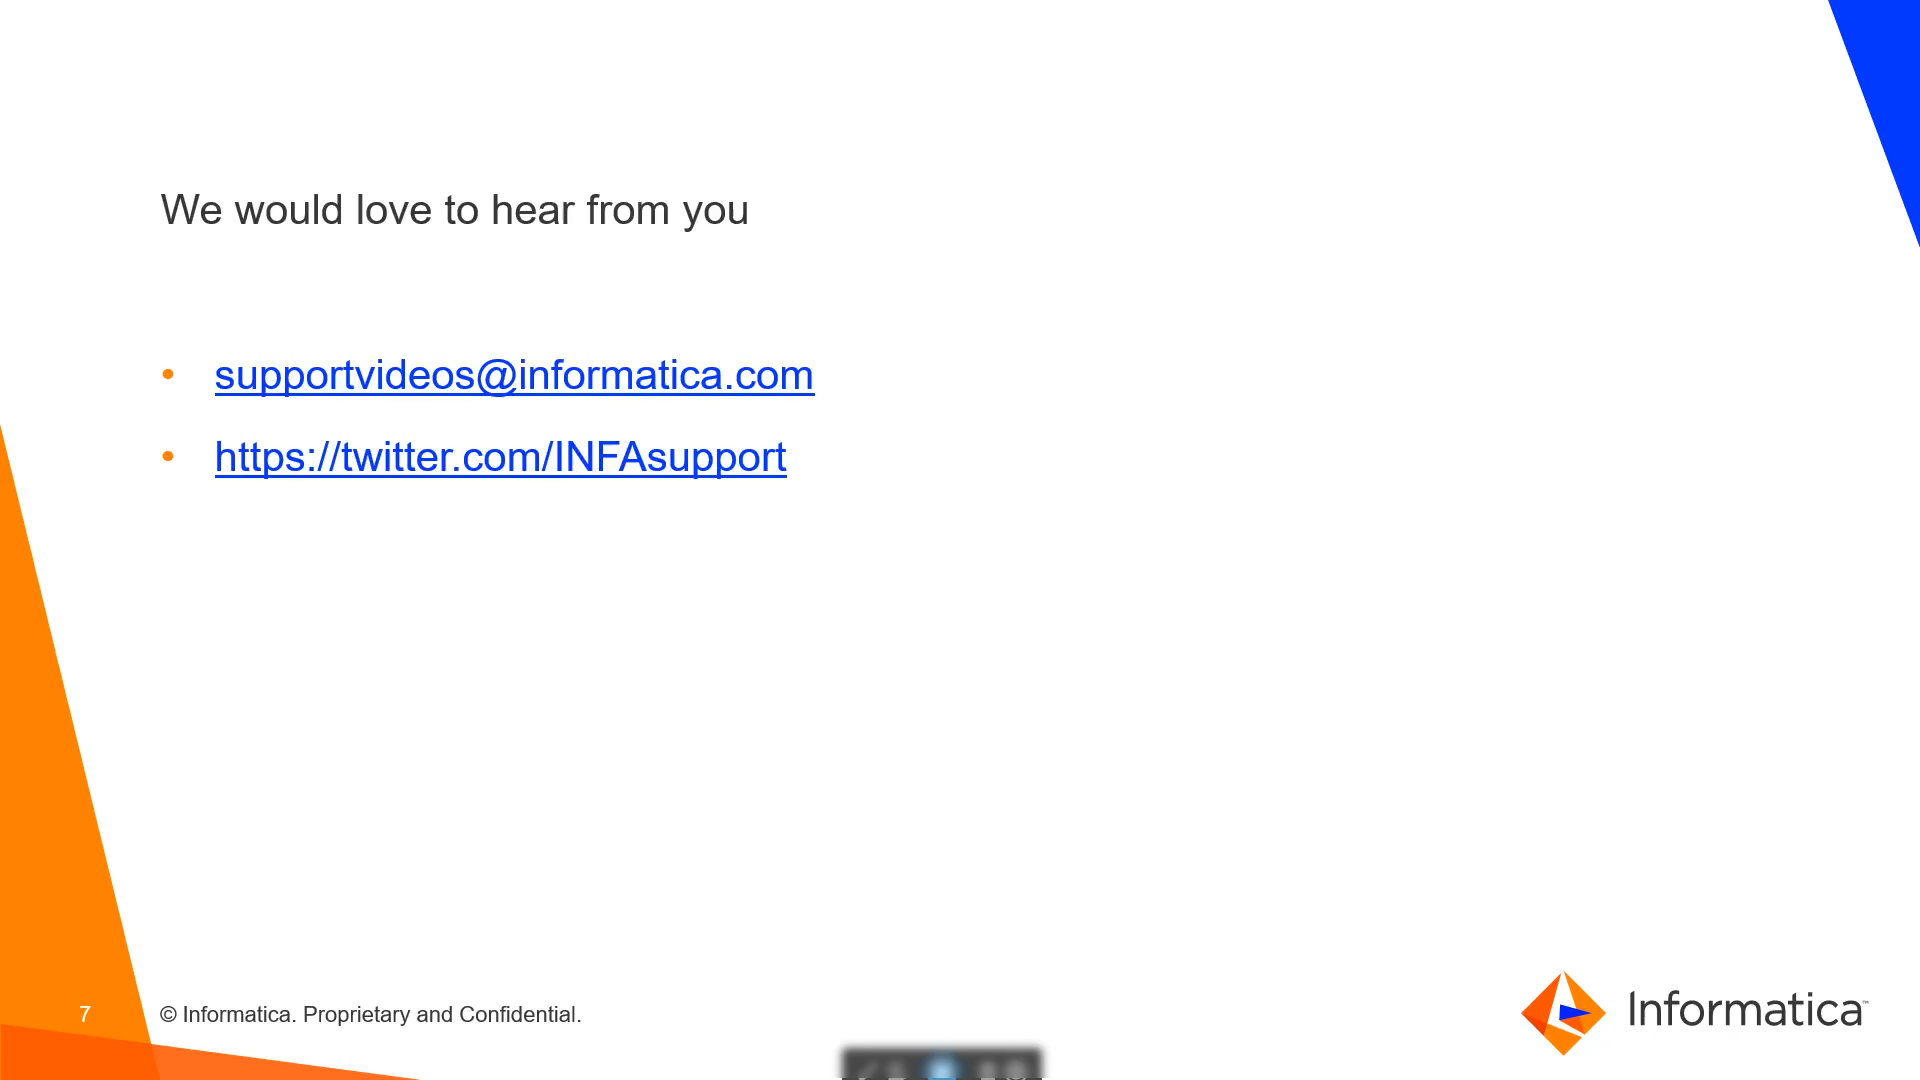 We would love to hear from you
• supportvideos@informatica.com
• https://twitter.com/INFAsupport
7
© Informatica. Proprietary and Confidential.
Informatica™